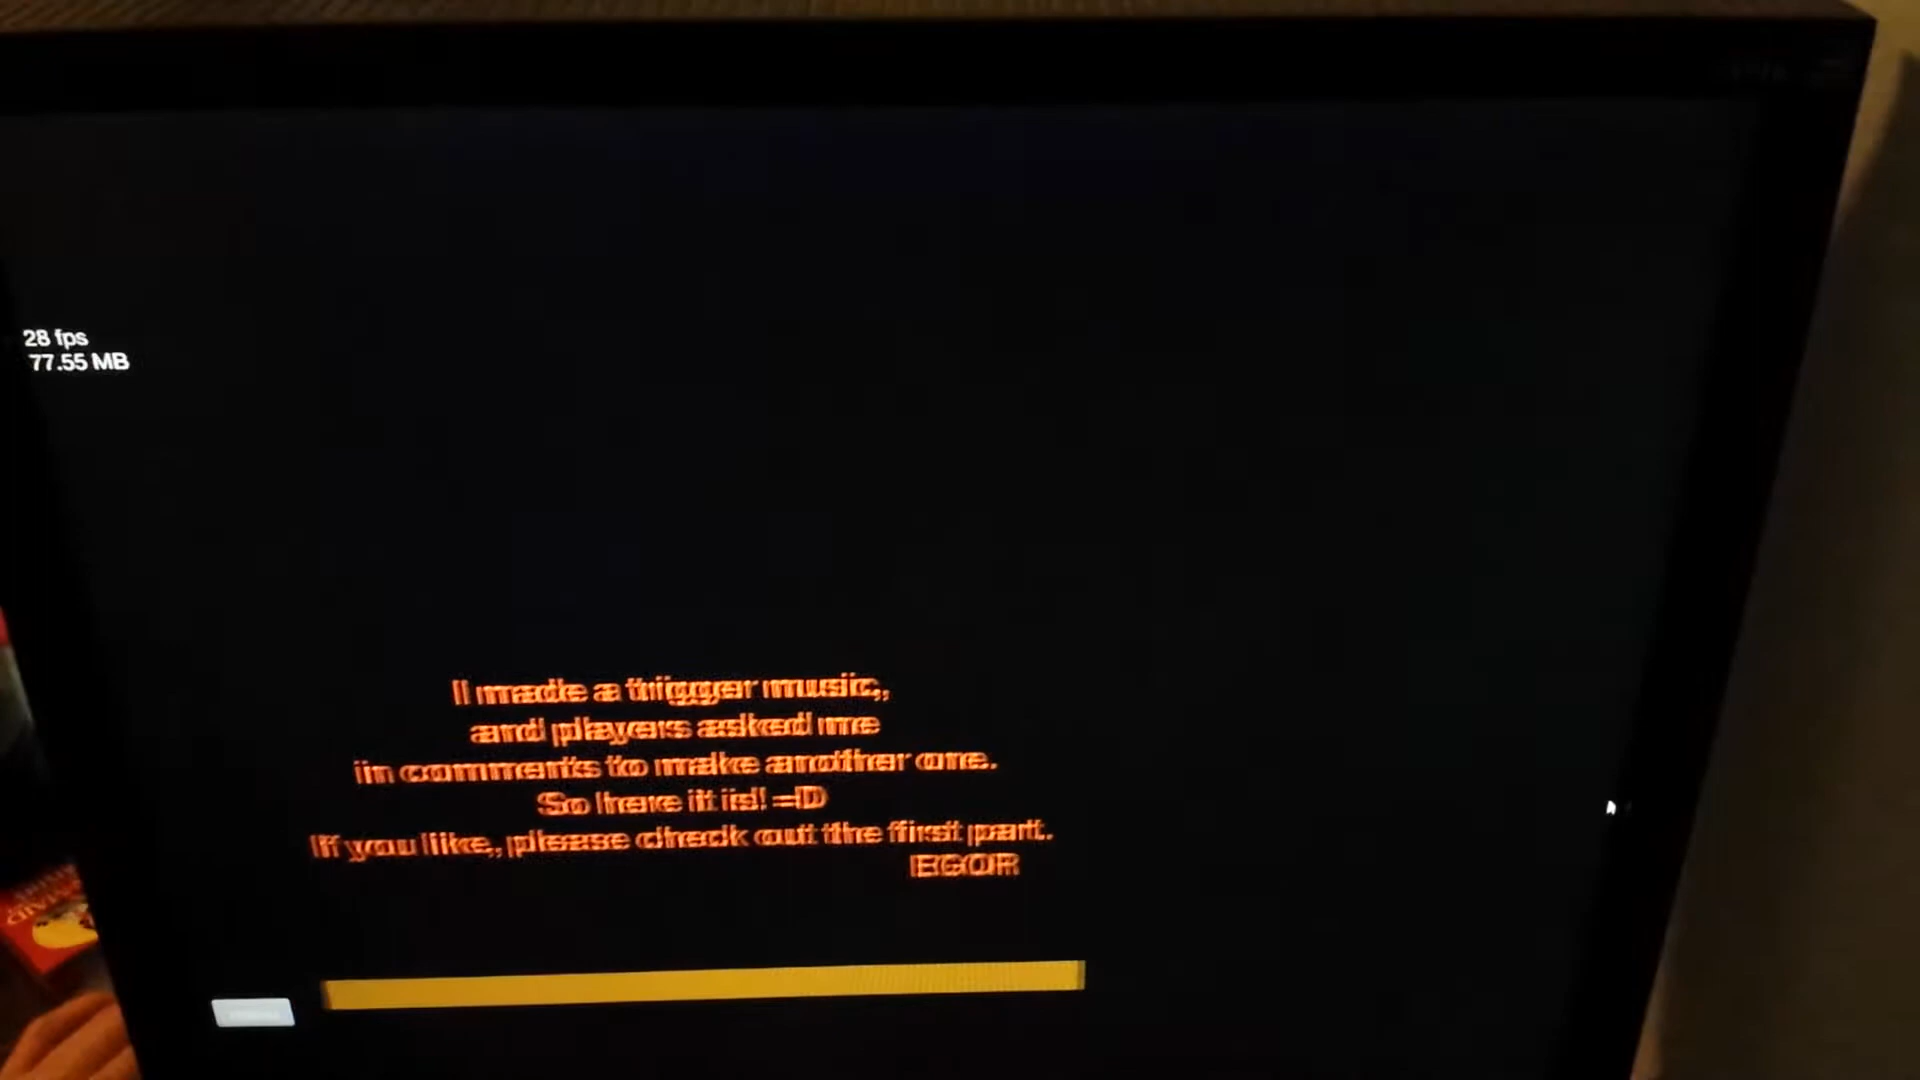 28 fps
77.55 MB
I made a trigger music,
and players asked me
in comments to make another one.
So here it is! =D
If you like, please check out the first part.
EGOR